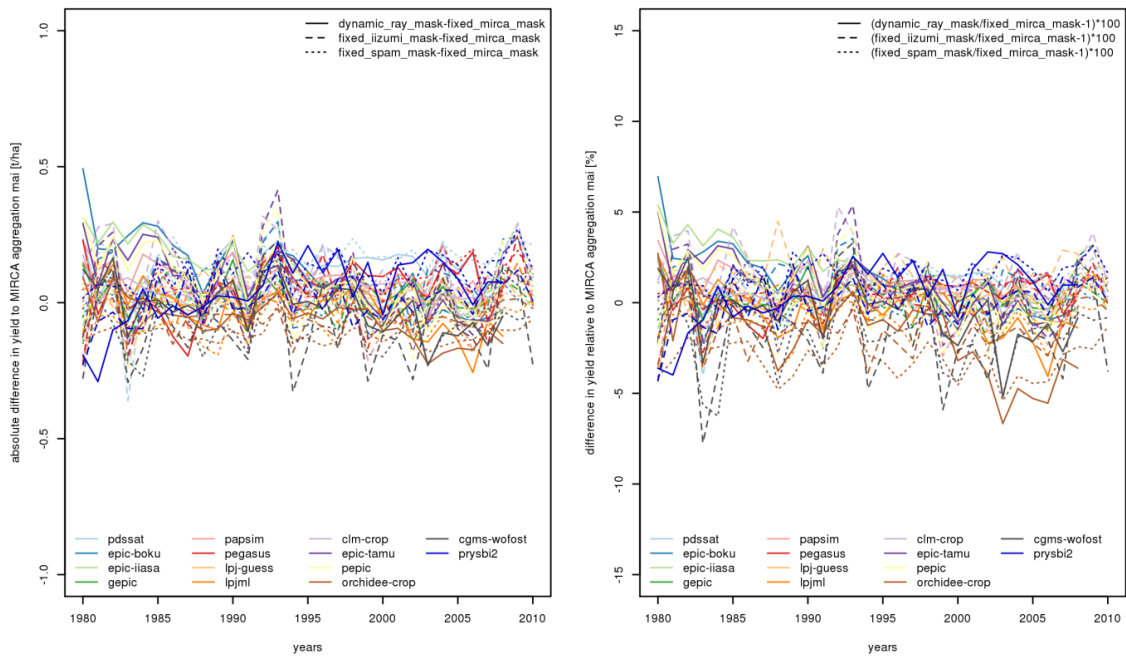 dynamic_ray_mask-fixed_mirca_mask
fixed_iizumi_mask-fixed_mirca_mask
fixed_spam_mask-fixed_mirca_mask
absolute difference in yield to MIRCA aggregation mai [t/ha]
1.0
0.5
0.0
-0.5
-1.0
pdssat papsim clm-crop cgms-wofost
epic-boku pegasus epic-tamu prysbi2
epic-iiasa lpj-guess pepic
gepic lpjml orchidee-crop
1980 1985 1990 1995 2000 2005 2010
years
(dynamic_ray_mask/fixed_mirca_mask-1)*100
(fixed_iizumi_mask/fixed_mirca_mask-1)*100
(fixed_spam_mask/fixed_mirca_mask-1)*100
difference in yield relative to MIRCA aggregation mai [%]
15
10
5
0
-5
-10
-15
pdssat papsim clm-crop cgms-wofost
epic-boku pegasus epic-tamu prysbi2
epic-iiasa lpj-guess pepic
gepic lpjml orchidee-crop
1980 1985 1990 1995 2000 2005 2010
years